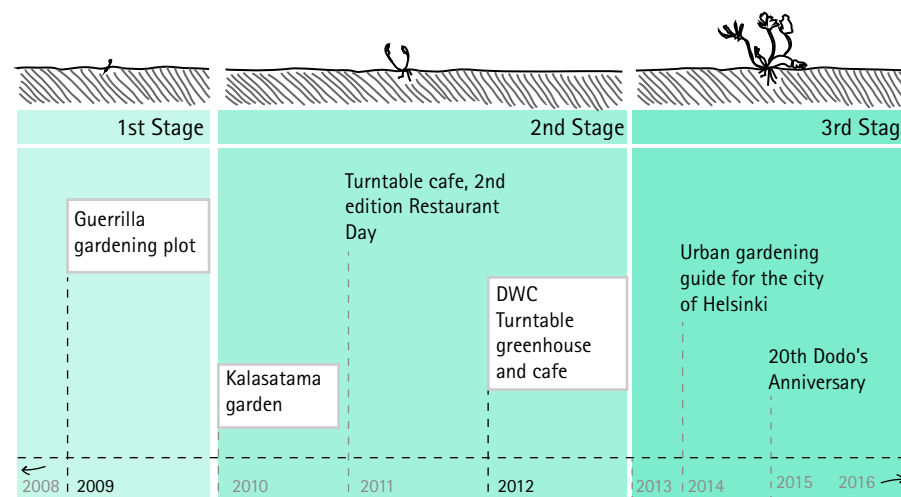 1st Stage
2nd Stage
3rd Stag
Guerrilla
gardening plot
Kalasatama
garden
Turntable cafe, 2nd
edition Restaurant
Day
DWC
Turntable
greenhouse
and cafe
Urban gardening
guide for the city
of Helsinki
20th Dodo's
Anniversary
2008
2009
2010
2011
2012
2013
2014
2015
2016